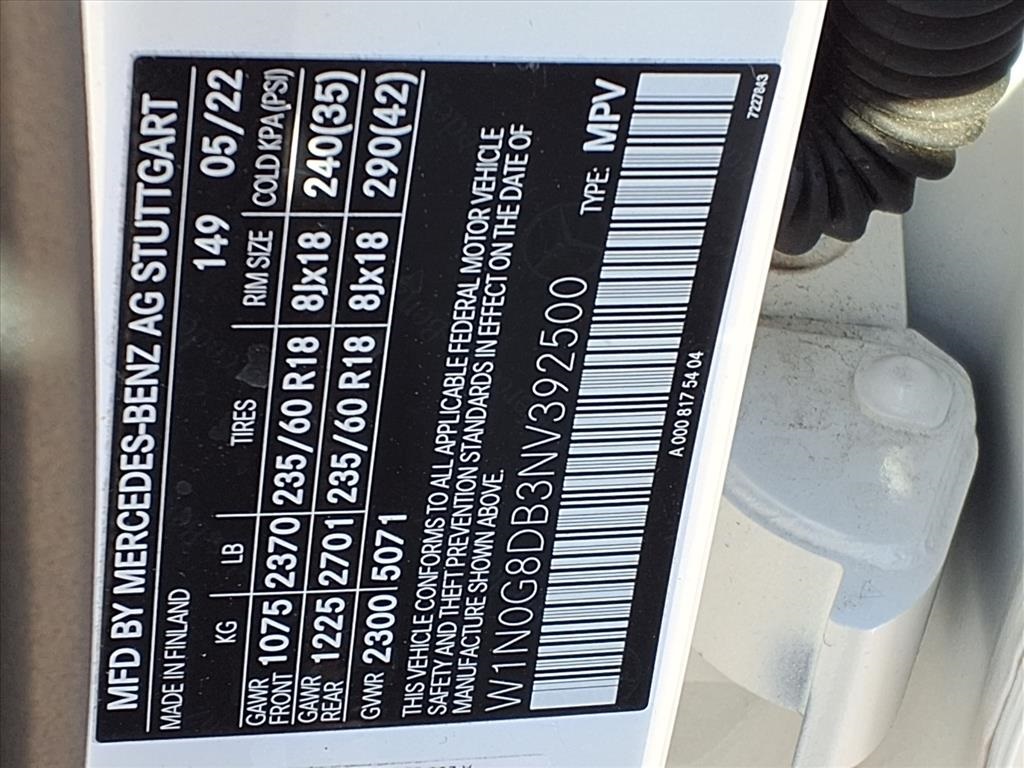 MFD BY MERCEDES-BENZ AG STUTTGART
MADE IN FINLAND 149 05/22
KG LB TIRES RIM SIZE COLD KPA(PSI)
GAWR FRONT 1075 2370 235/60 R18 8Jx18 240(35)
GAWR REAR 1225 2701 235/60 R18 8Jx18 290(42)
GVWR 2300 5071
THIS VEHICLE CONFORMS TO ALL APPLICABLE FEDERAL MOTOR VEHICLE
SAFETY AND THEFT PREVENTION STANDARDS IN EFFECT ON THE DATE OF
MANUFACTURE SHOWN ABOVE.
W1N0G8DB3NV392500 TYPE: MPV
A 000 817 54 04 7227843